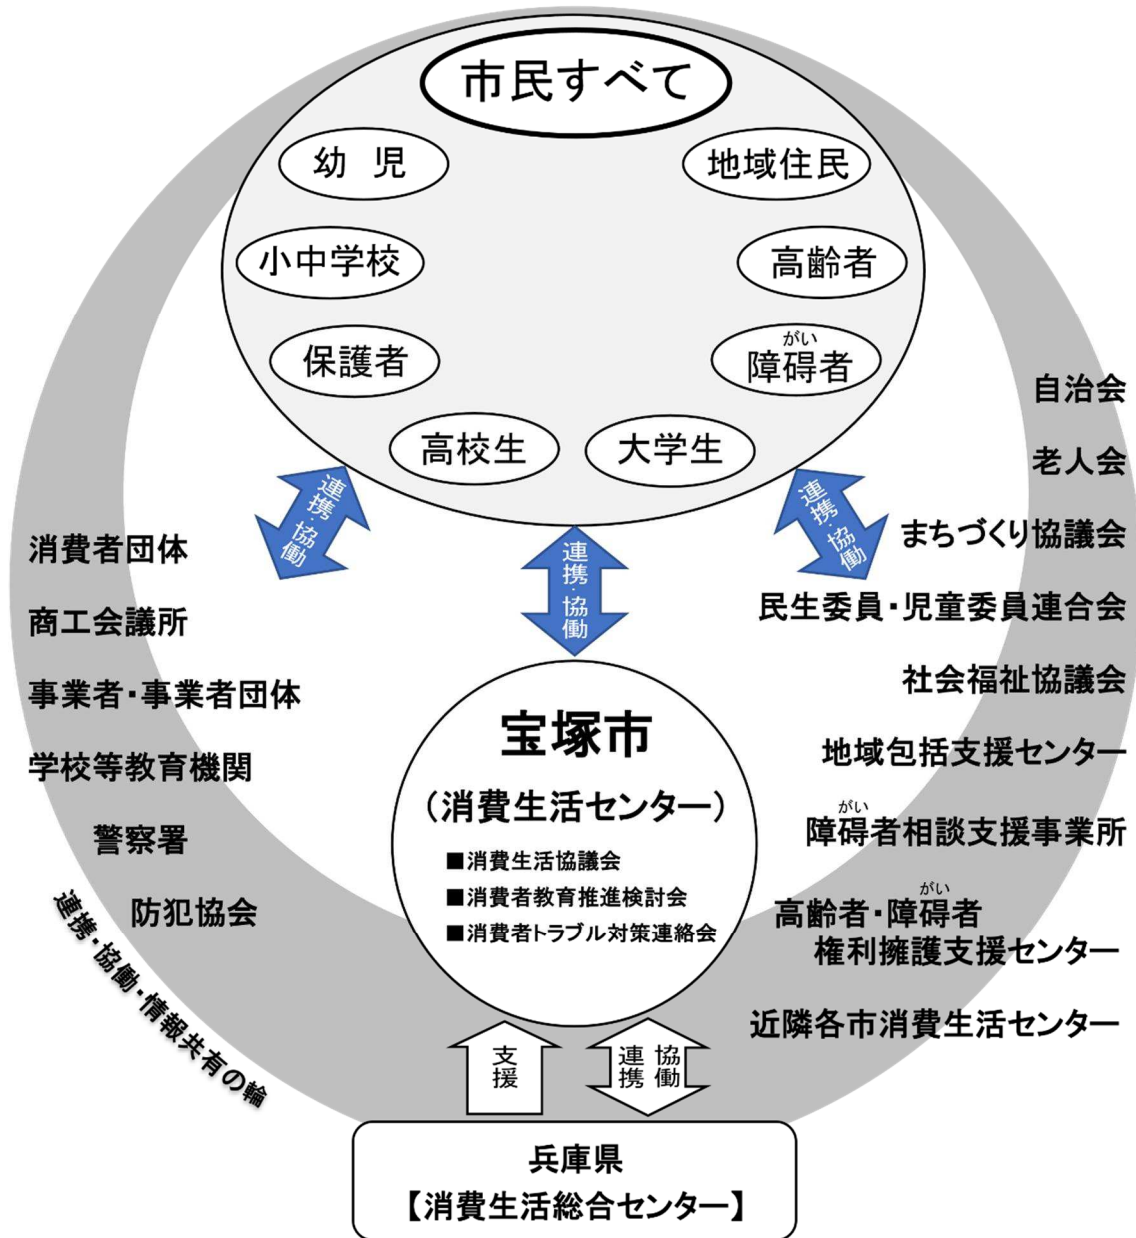 市民すべて
幼 児
地域住民
小中学校
高齢者
保護者
がい
障碍者
高校生
大学生
連携・協働
連携・協働
連携・協働
消費者団体
商工会議所
事業者・事業者団体
学校等教育機関
警察署
防犯協会
連携・協働・情報共有の輪
自治会
老人会
まちづくり協議会
民生委員・児童委員連合会
社会福祉協議会
地域包括支援センター
がい
障碍者相談支援事業所
がい
高齢者・障碍者
権利擁護支援センター
近隣各市消費生活センター
宝塚市
（消費生活センター）
■消費生活協議会
■消費者教育推進検討会
■消費者トラブル対策連絡会
支援
連携
協働
兵庫県
【消費生活総合センター】